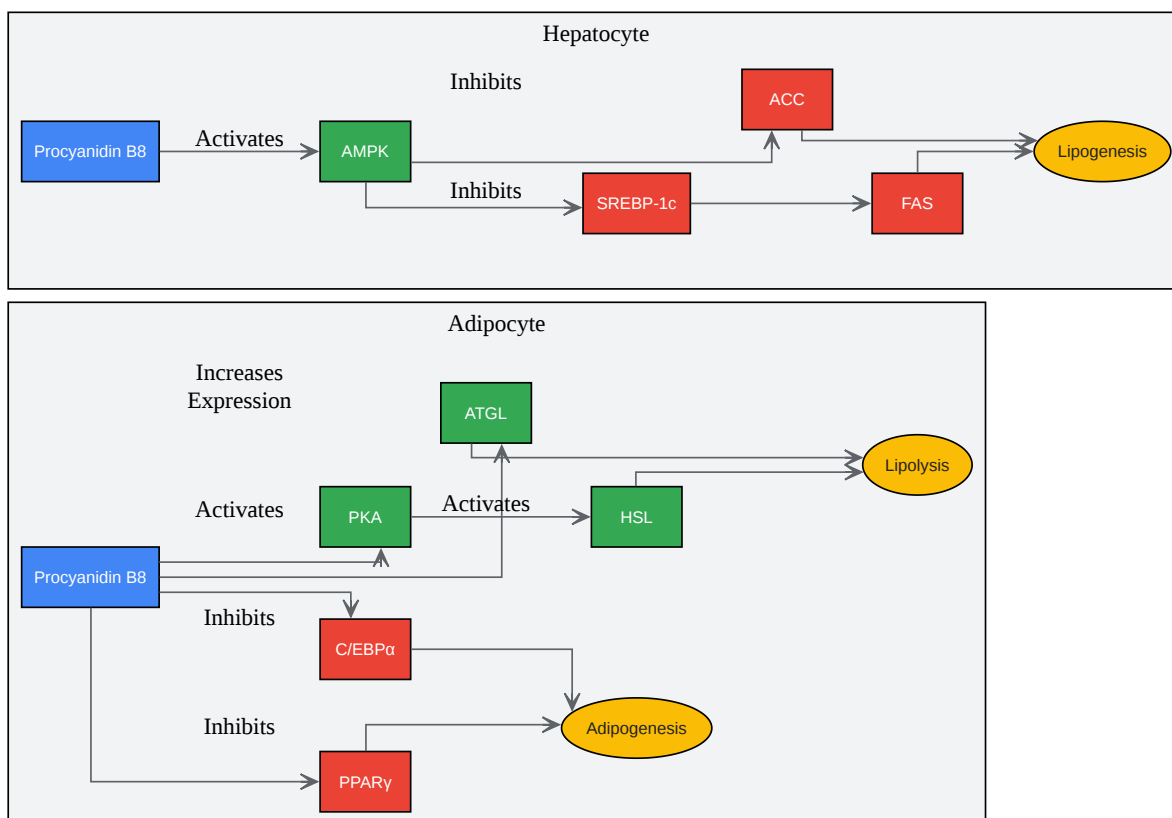 Hepatocyte
Inhibits
ACC
Procyanidin B8
Activates
AMPK
Lipogenesis
Inhibits
SREBP-1c
FAS
Adipocyte
Increases
Expression
ATGL
Lipolysis
Activates
PKA
Activates
HSL
Procyanidin B8
Inhibits
C/EBPα
Inhibits
Adipogenesis
PPARγ